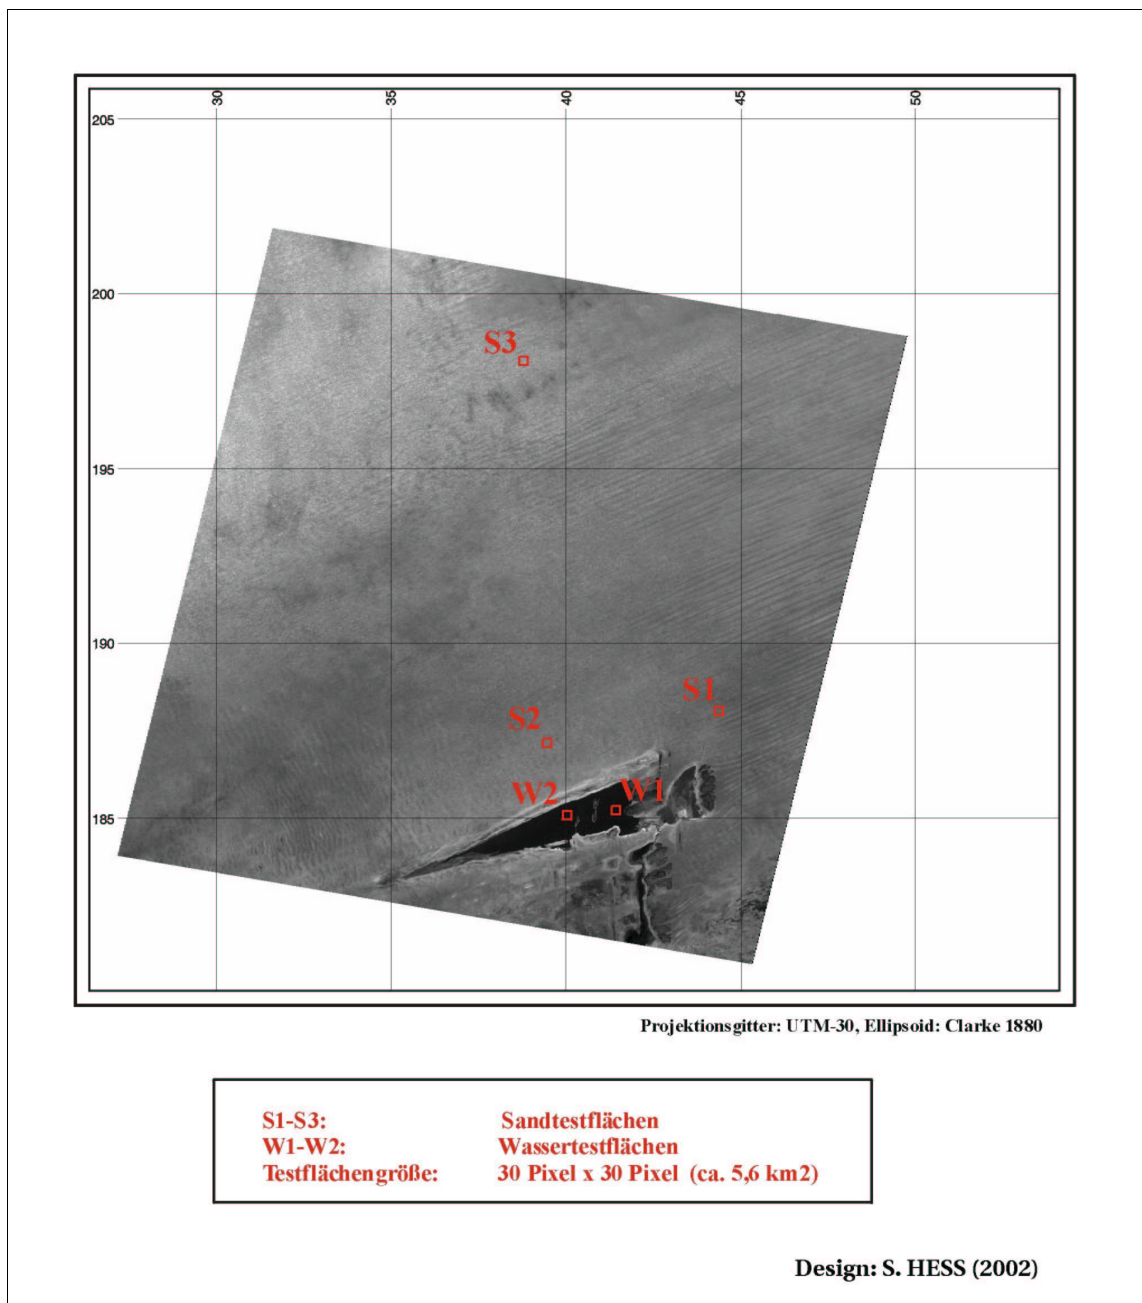 30 35 40 45 50
205
200
S3
195
190
S1
S2
W2 W1
185
Projektionsgitter: UTM-30, Ellipsoid: Clarke 1880
S1-S3: Sandtestflächen
W1-W2: Wassertestflächen
Testflächengröße: 30 Pixel x 30 Pixel (ca. 5,6 km2)
Design: S. HESS (2002)